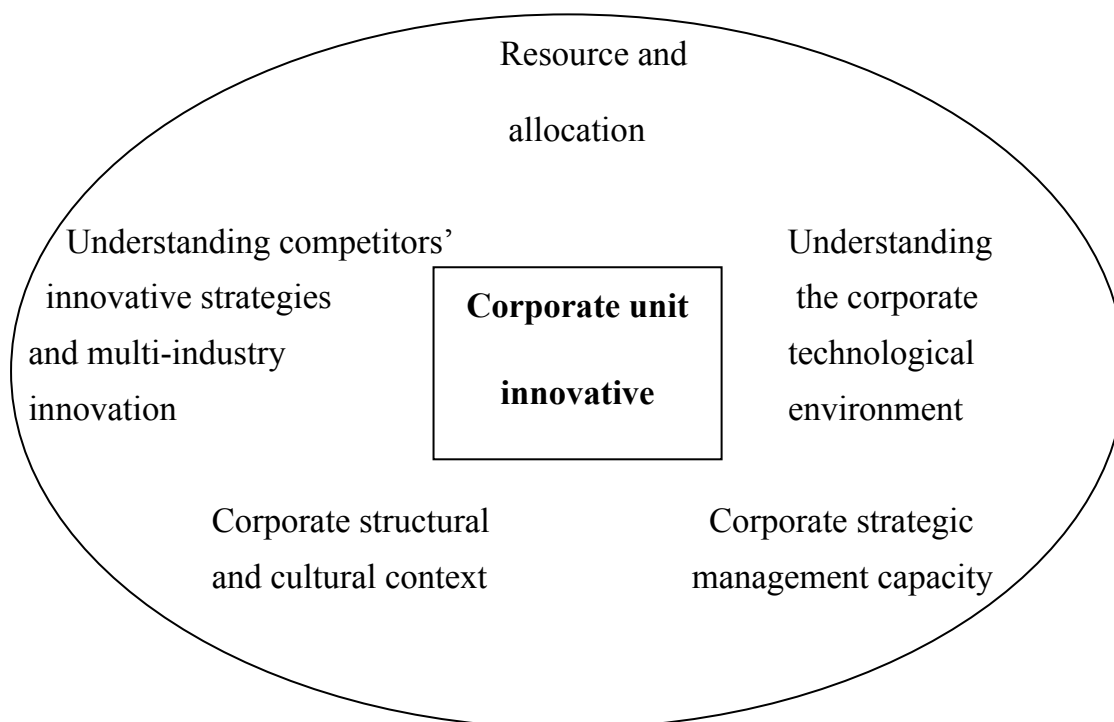 Resource and
allocation
Understanding competitors’
innovative strategies
and multi-industry
innovation
Corporate unit
innovative
Understanding
the corporate
technological
environment
Corporate structural
and cultural context
Corporate strategic
management capacity